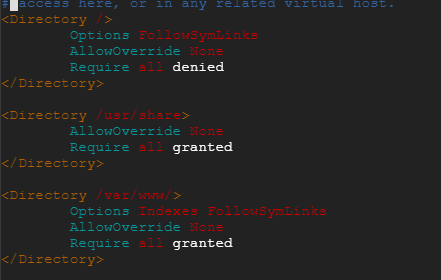 # access here, or in any related virtual host.
<Directory />
        Options FollowSymLinks
        AllowOverride None
        Require all denied
</Directory>

<Directory /usr/share>
        AllowOverride None
        Require all granted
</Directory>

<Directory /var/www/>
        Options Indexes FollowSymLinks
        AllowOverride None
        Require all granted
</Directory>